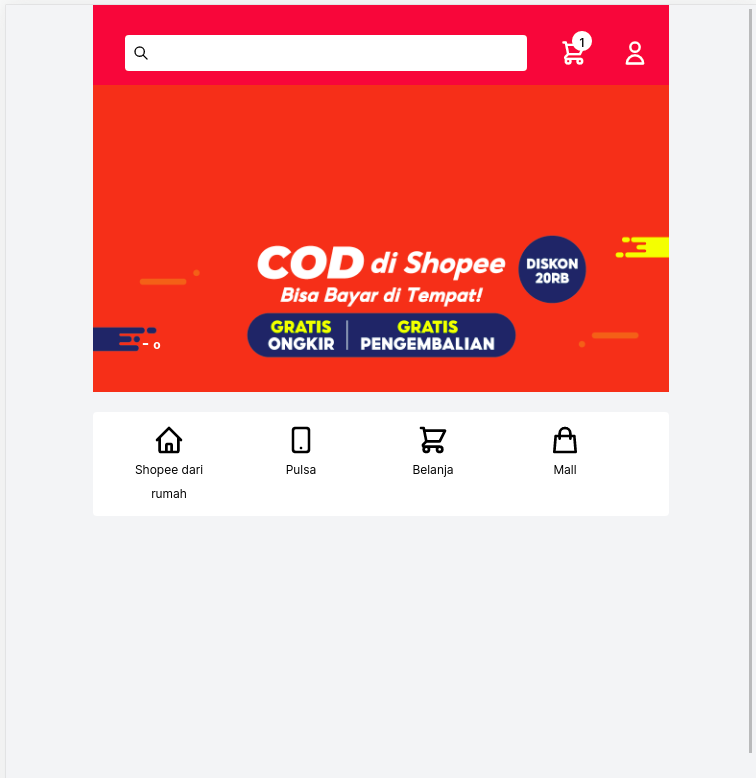 1
COD di Shopee
DISKON
20RB
Bisa Bayar di Tempat!
GRATIS
ONGKIR
GRATIS
PENGEMBALIAN
Shopee dari
rumah
Pulsa
Belanja
Mall